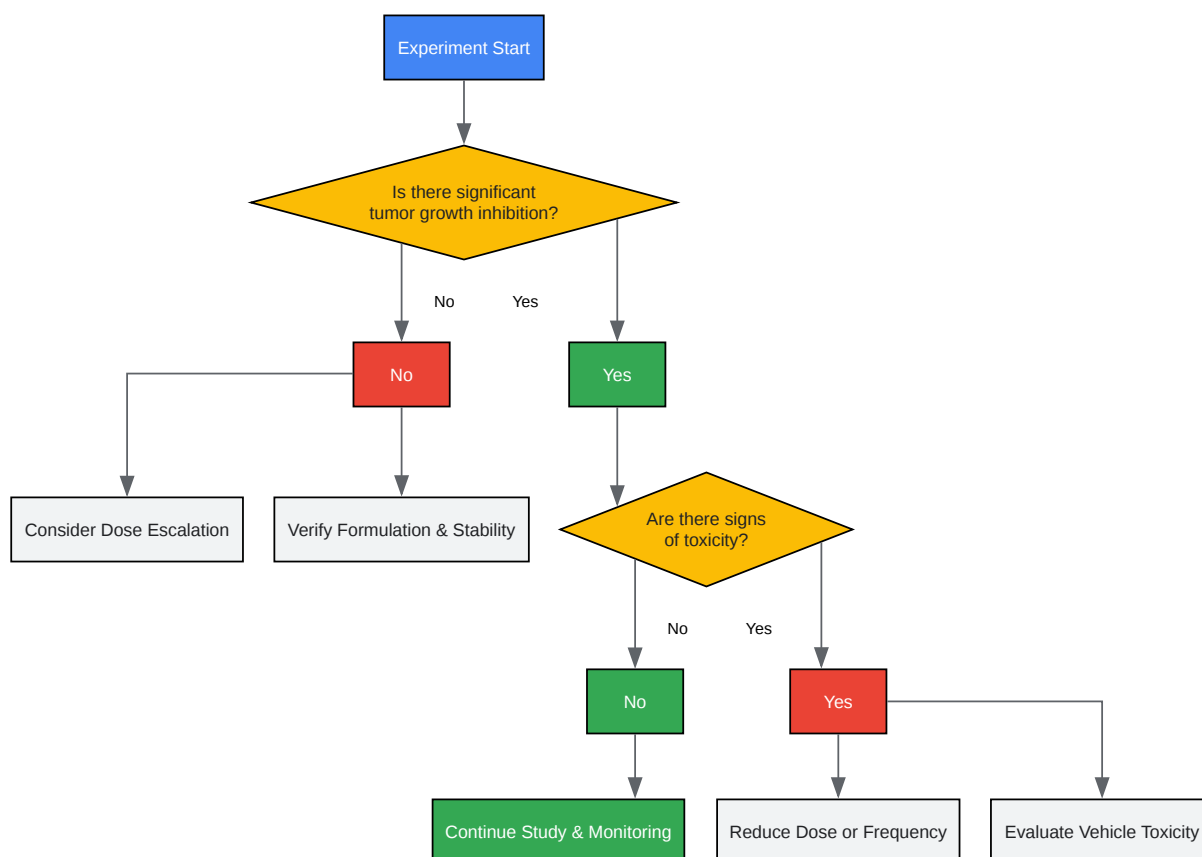 Experiment Start
Is there significant
tumor growth inhibition?
No
Yes
No
Yes
Consider Dose Escalation
Verify Formulation & Stability
Are there signs
of toxicity?
No
Yes
No
Yes
Continue Study & Monitoring
Reduce Dose or Frequency
Evaluate Vehicle Toxicity